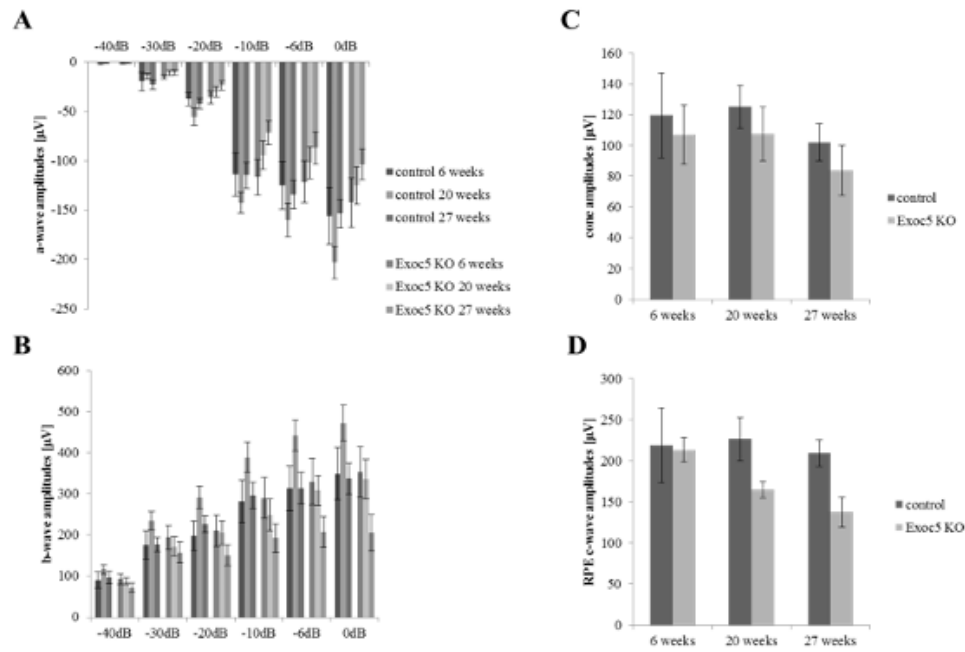 A
-40dB -30dB -20dB -10dB -6dB 0dB
0
-50
-100
-150
-200
-250
a-wave amplitudes [µV]
control 6 weeks
control 20 weeks
control 27 weeks
Exoc5 KO 6 weeks
Exoc5 KO 20 weeks
Exoc5 KO 27 weeks
B
600
500
400
300
200
100
0
b-wave amplitudes [µV]
-40dB -30dB -20dB -10dB -6dB 0dB
C
160
140
120
100
80
60
40
20
0
cone amplitudes [µV]
6 weeks 20 weeks 27 weeks
control
Exoc5 KO
D
300
250
200
150
100
50
0
RPE c-wave amplitudes [µV]
6 weeks 20 weeks 27 weeks
control
Exoc5 KO